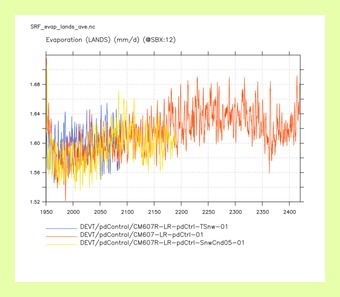 SRF_evap_lands_ave.nc
Evaporation (LANDS) (mm/d) (@SBX:12)
1.68
1.64
1.60
1.56
1.52
1950 2000 2050 2100 2150 2200 2250 2300 2350 2400
DEVT/pdControl/CM607R-LR-pdCtrl-TSnw-01
DEVT/pdControl/CM607-LR-pdCtrl-01
DEVT/pdControl/CM607R-LR-pdCtrl-SnwCnd05-01